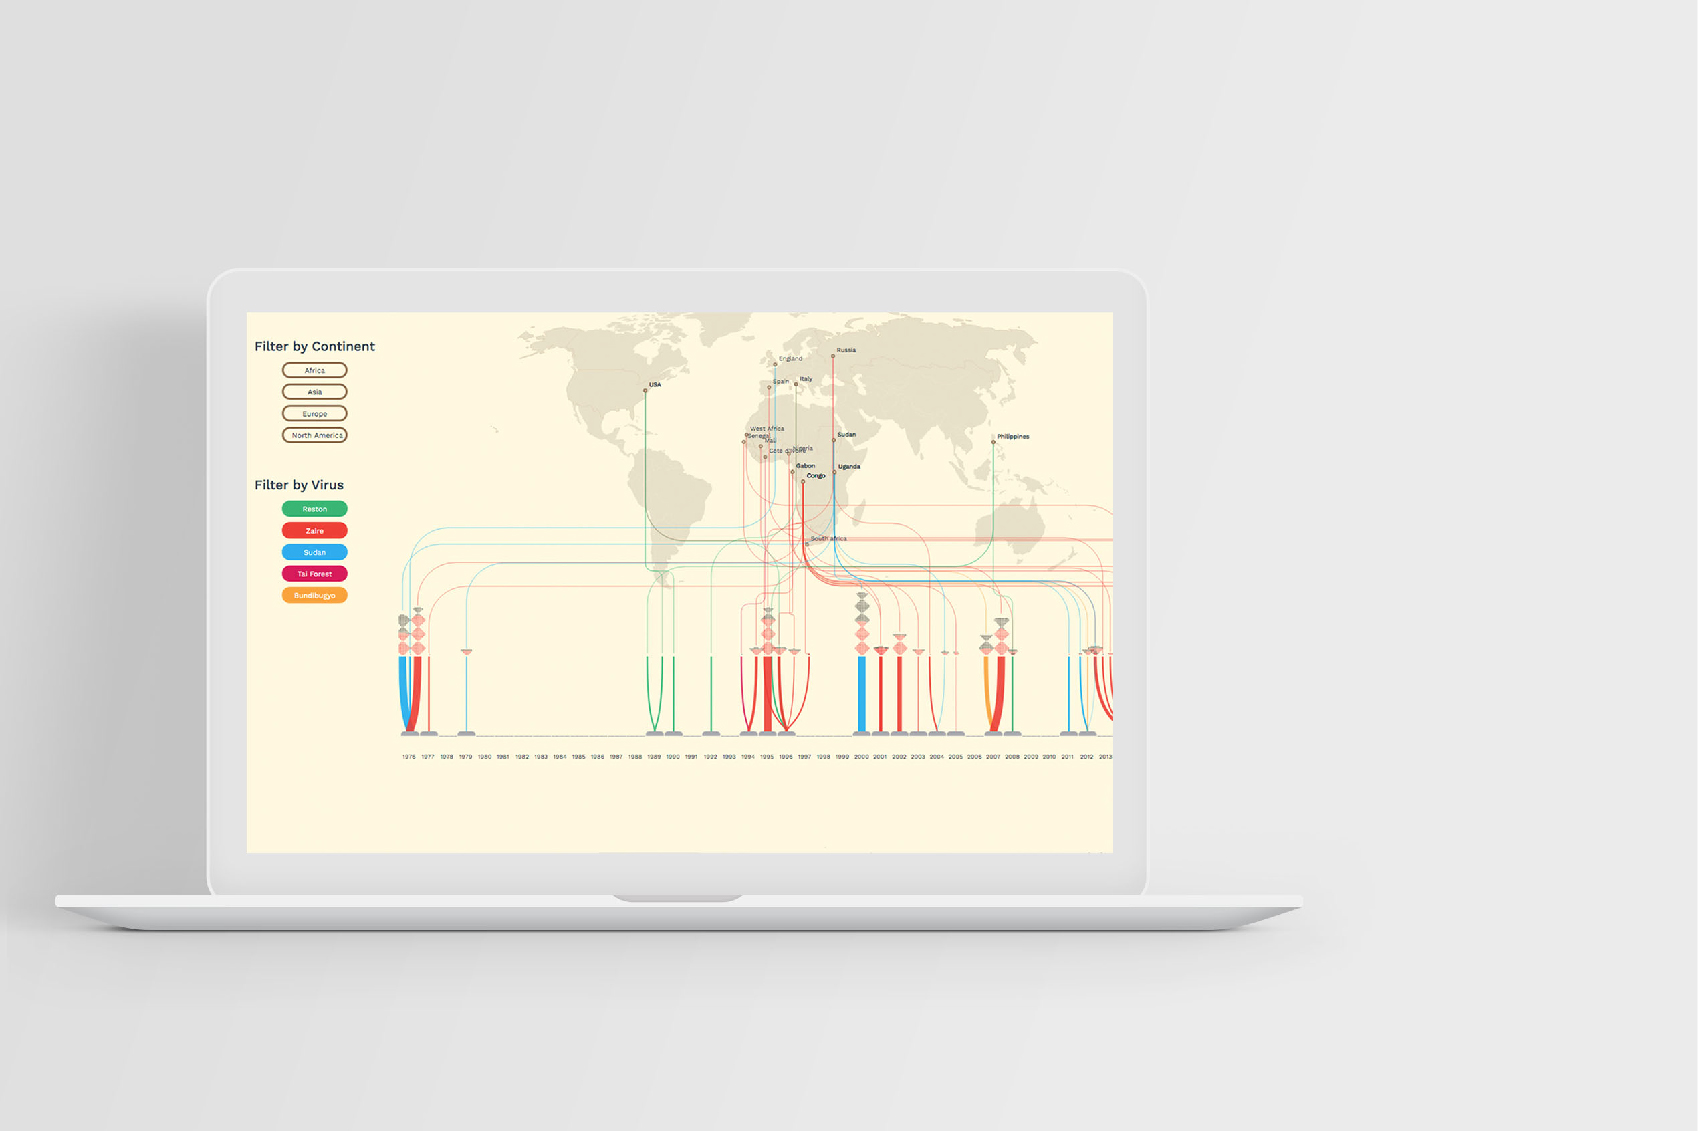 Filter by Continent
Africa
Asia
Europe
North America
Filter by Virus
Reston
Zaire
Sudan
Tai Forest
Bundibugyo
Russia
England
Spain
Italy
USA
West Africa
Senegal
Mali
Sudan
Philippines
Nigeria
Gabon
Uganda
Congo
South Africa
1976 1977 1978 1979 1980 1981 1982 1983 1984 1985 1986 1987 1988 1989 1990 1991 1992 1993 1994 1995 1996 1997 1998 1999 2000 2001 2002 2003 2004 2005 2006 2007 2008 2009 2010 2011 2012 2013